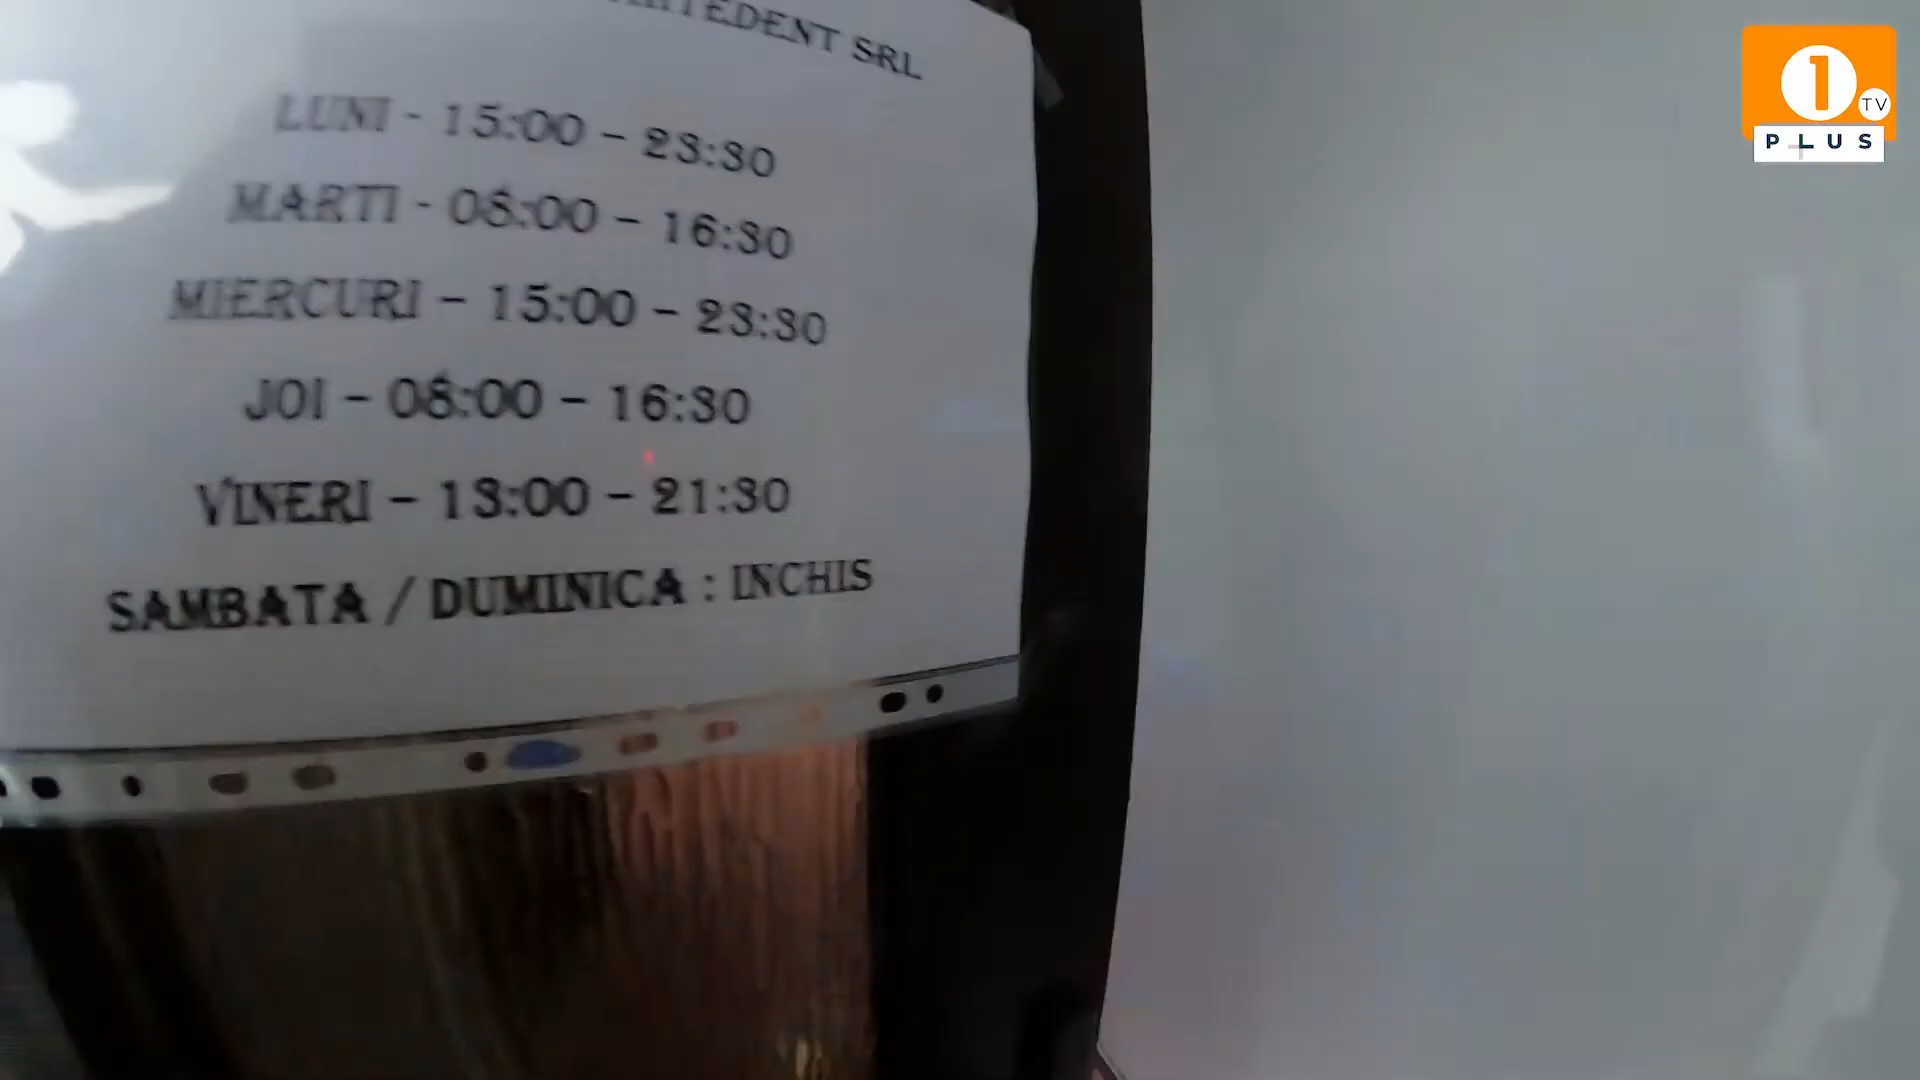 SRL
LUNI - 15:00 – 23:30
MARTI - 08:00 – 16:30
MIERCURI – 15:00 – 23:30
JOI – 08:00 – 16:30
VINERI – 13:00 – 21:30
SAMBATA / DUMINICA : INCHIS
1 TV
PLUS